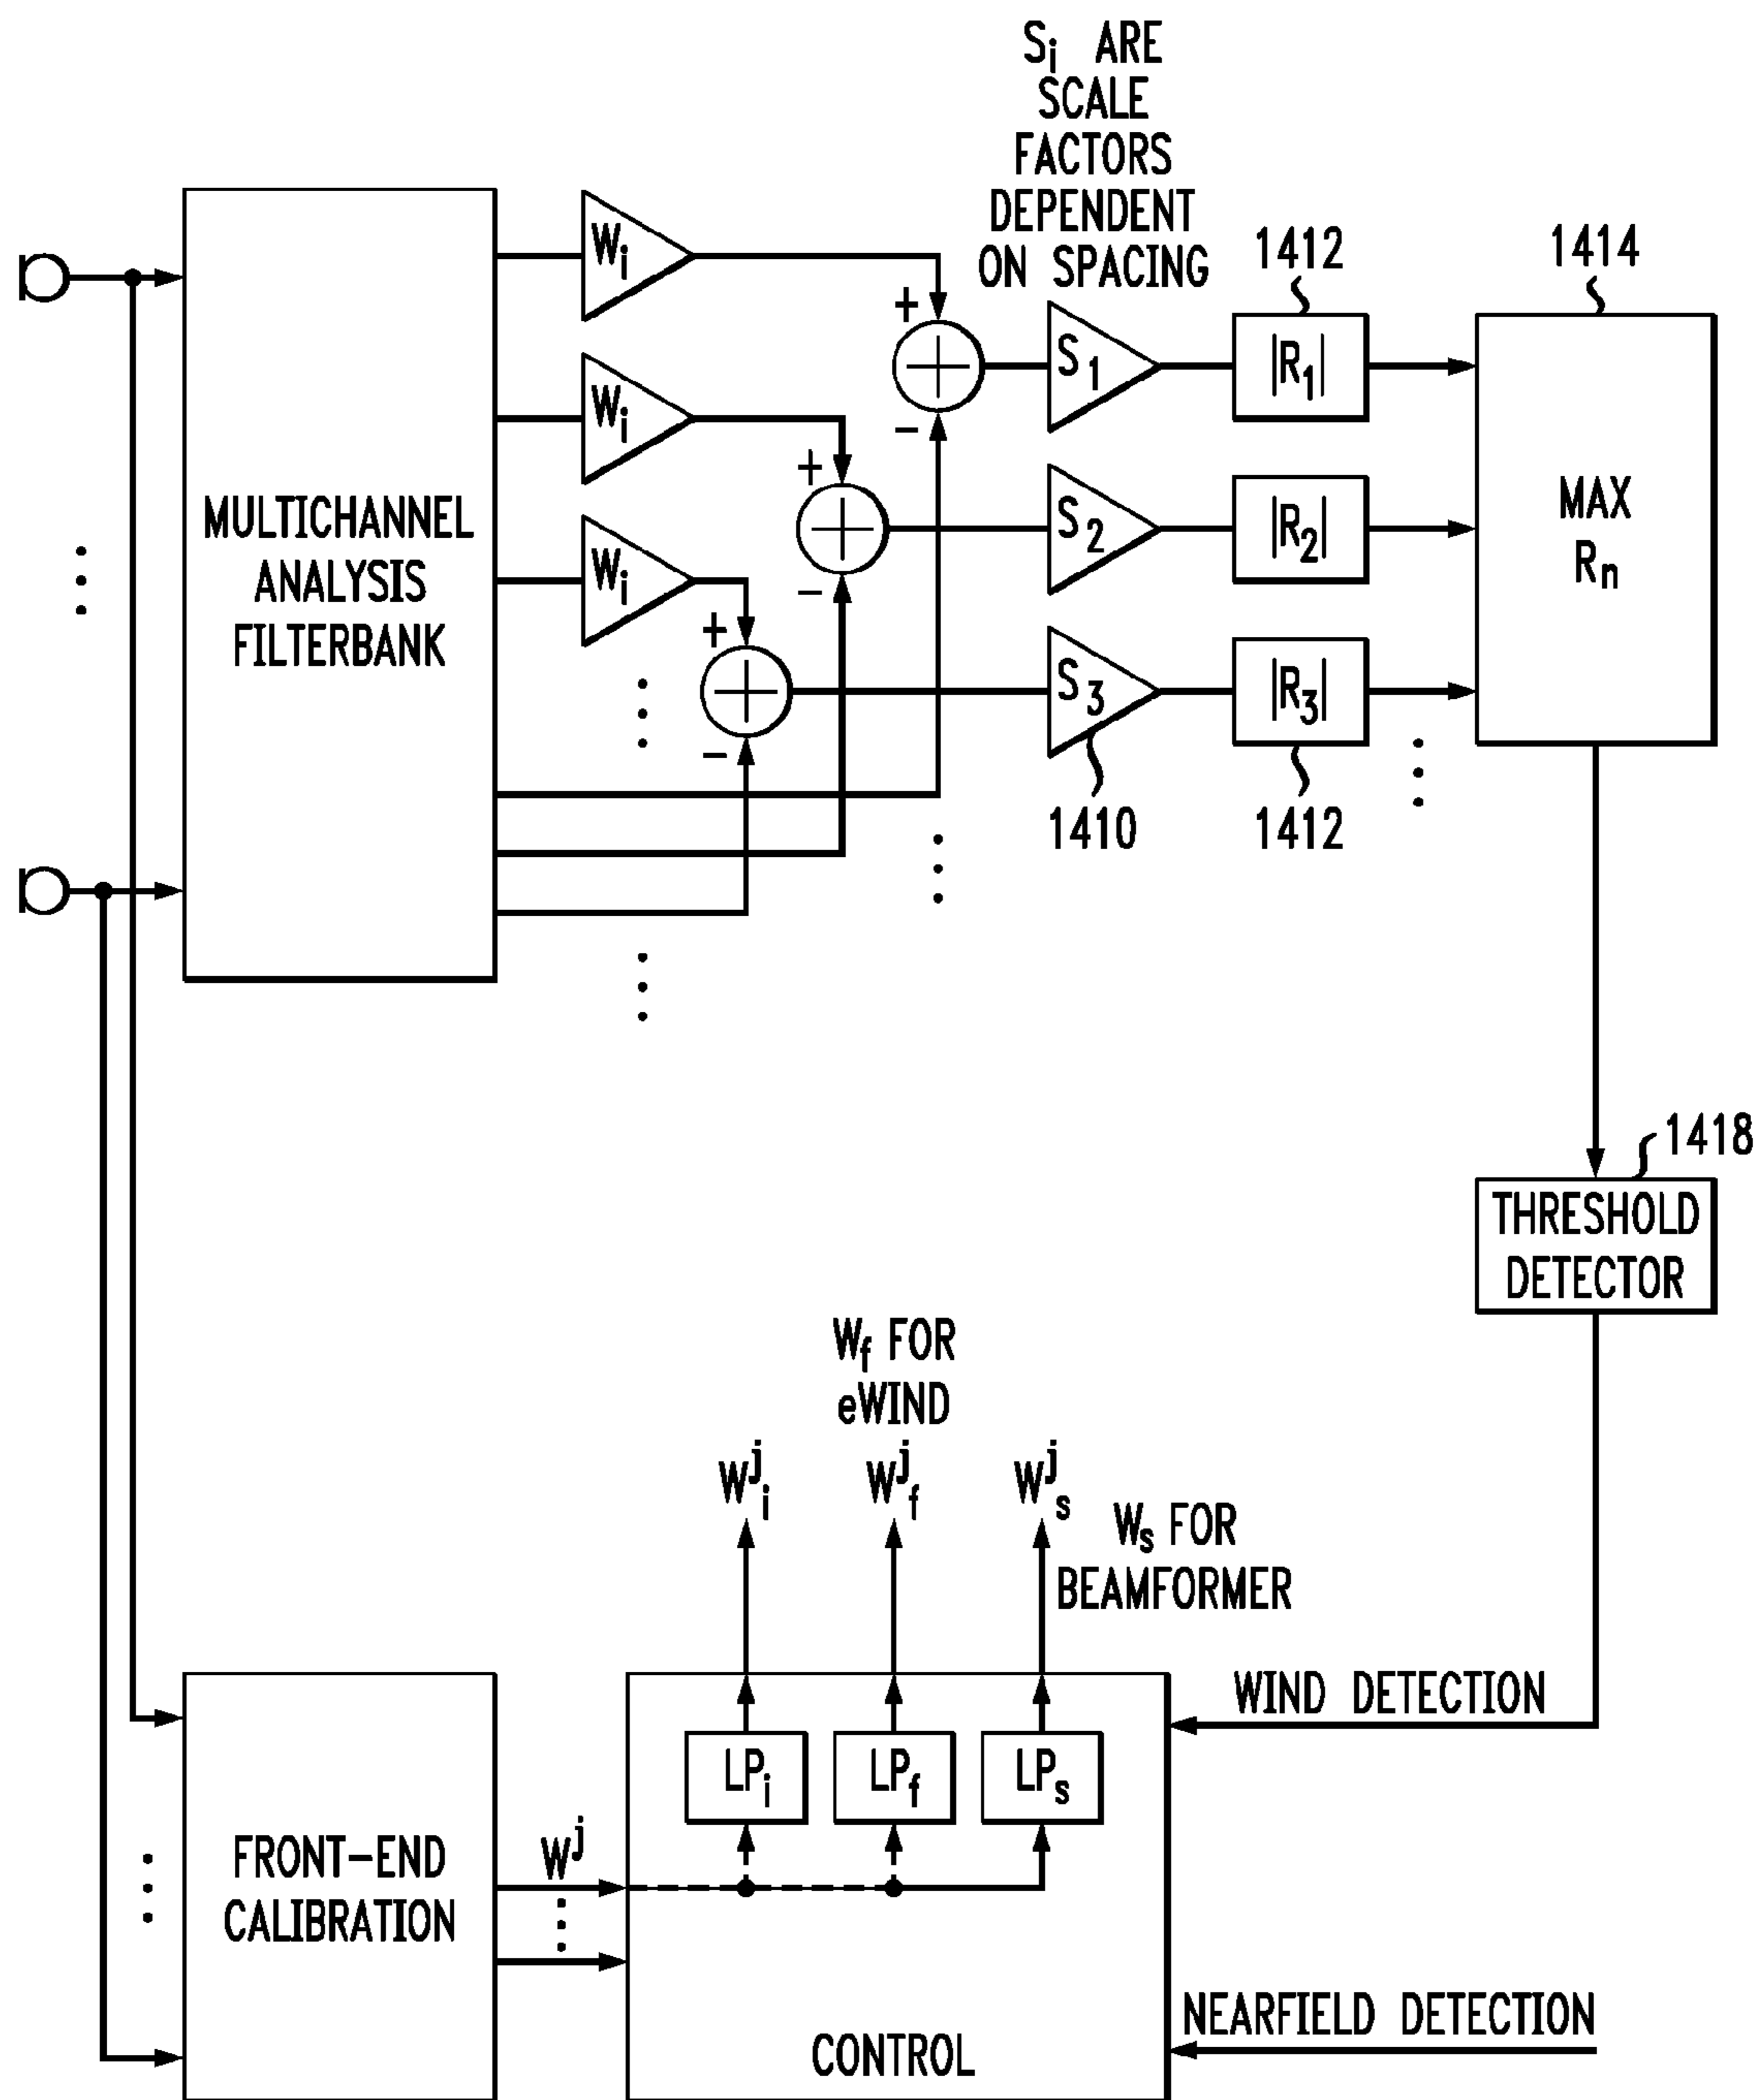 Si ARE
SCALE
FACTORS
DEPENDENT
ON SPACING
1412
1414
MULTICHANNEL
ANALYSIS
FILTERBANK
Wi
Wi
Wi
+
-
+
-
+
-
S1
S2
S3
|R1|
|R2|
|R3|
MAX
Rn
1410
1412
1418
THRESHOLD
DETECTOR
Wf FOR
eWIND
Wji
Wjf
Wjs
Ws FOR
BEAMFORMER
WIND DETECTION
LPi
LPf
LPs
FRONT-END
CALIBRATION
Wj
CONTROL
NEARFIELD DETECTION